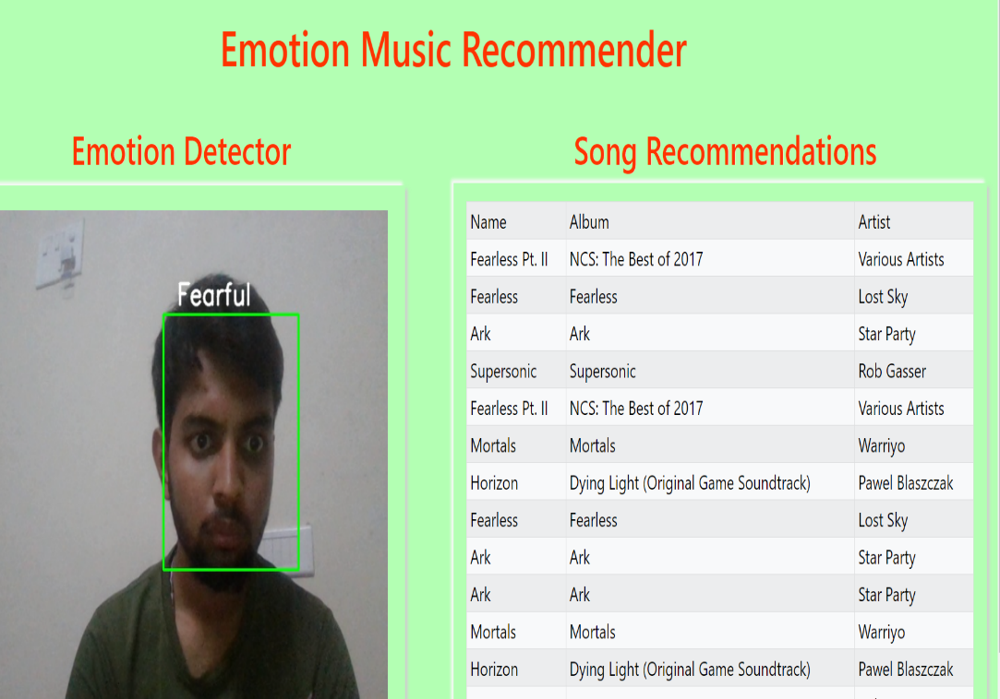 Emotion Music Recommender
Emotion Detector
Fearful
Song Recommendations
Name Album Artist
Fearless Pt. II NCS: The Best of 2017 Various Artists
Fearless Fearless Lost Sky
Ark Ark Star Party
Supersonic Supersonic Rob Gasser
Fearless Pt. II NCS: The Best of 2017 Various Artists
Mortals Mortals Warriyo
Horizon Dying Light (Original Game Soundtrack) Pawel Blaszczak
Fearless Fearless Lost Sky
Ark Ark Star Party
Ark Ark Star Party
Mortals Mortals Warriyo
Horizon Dying Light (Original Game Soundtrack) Pawel Blaszczak